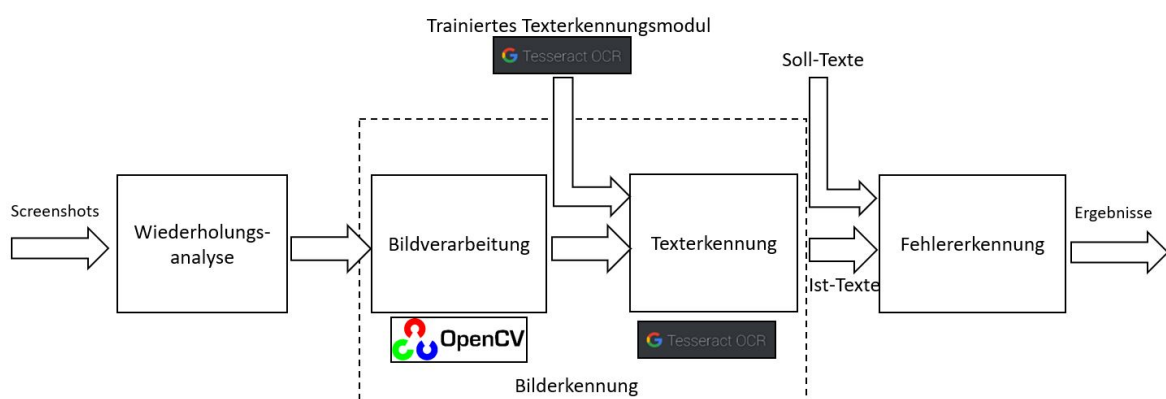 Trainiertes Texterkennungsmodul
Tesseract OCR
Soll-Texte
Screenshots
Wiederholungs-
analyse
Bildverarbeitung
Texterkennung
Fehlererkennung
Ergebnisse
Ist-Texte
OpenCV
Tesseract OCR
Bilderkennung